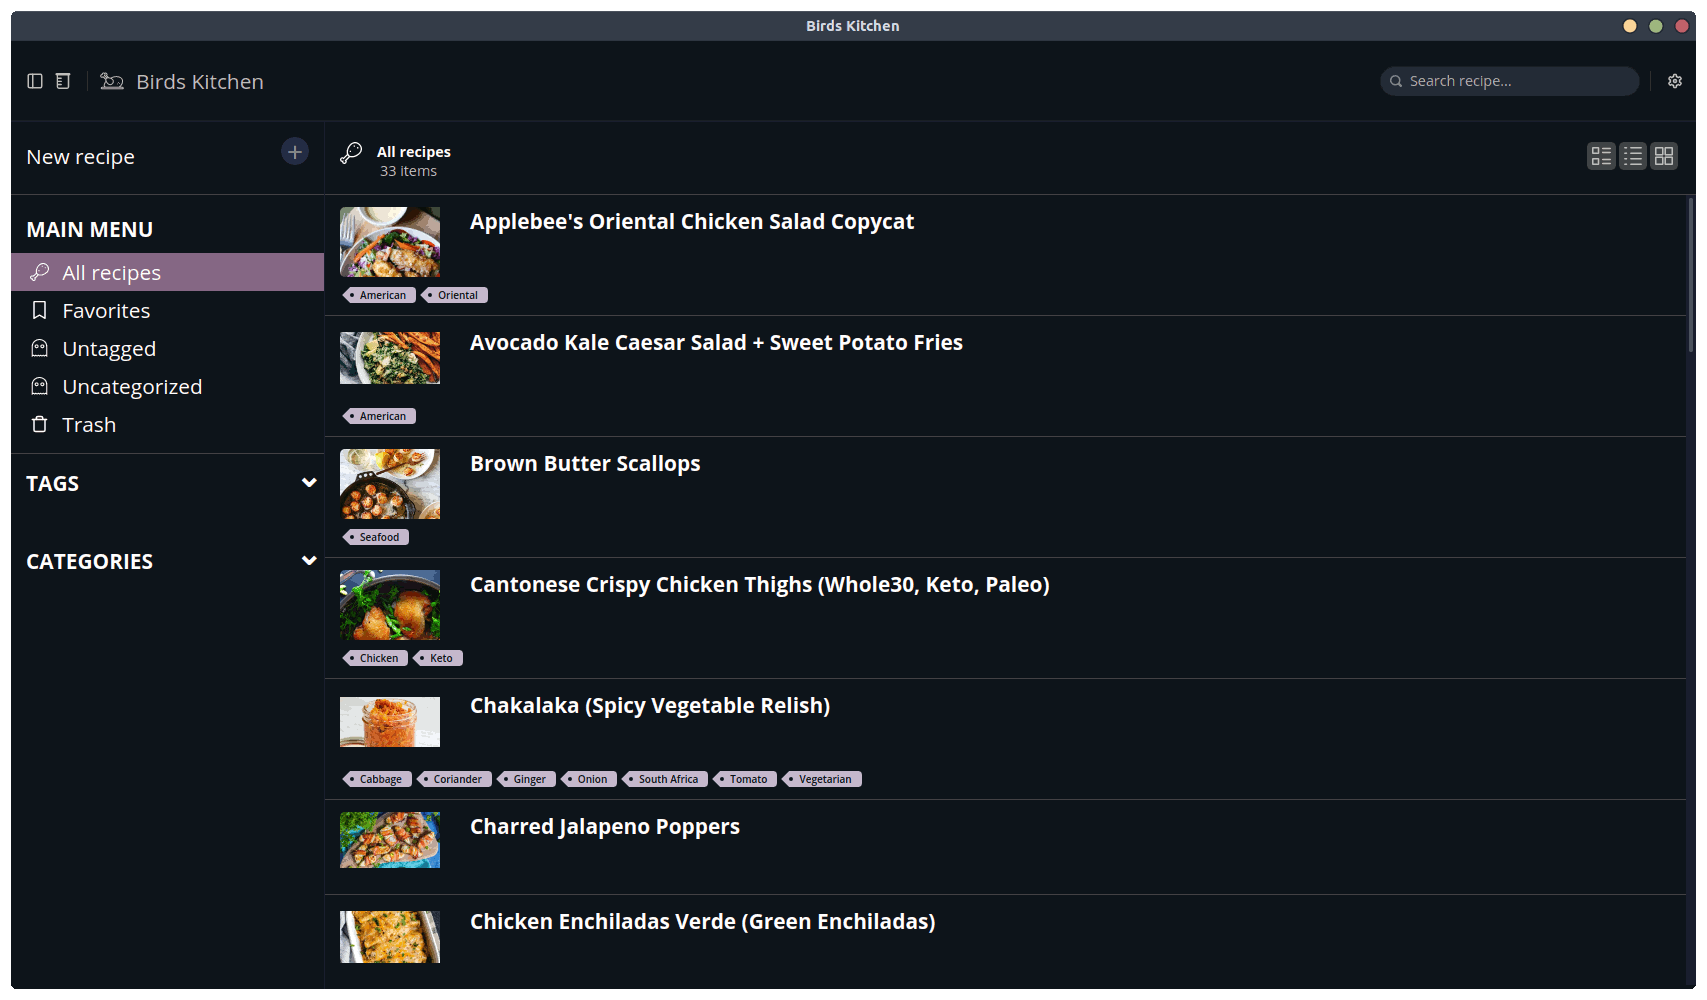 Birds Kitchen
Birds Kitchen
Search recipe...
New recipe
All recipes
33 items
MAIN MENU
All recipes
Favorites
Untagged
Uncategorized
Trash
TAGS
CATEGORIES
Applebee's Oriental Chicken Salad Copycat
American Oriental
Avocado Kale Caesar Salad + Sweet Potato Fries
American
Brown Butter Scallops
Seafood
Cantonese Crispy Chicken Thighs (Whole30, Keto, Paleo)
Chicken Keto
Chakalaka (Spicy Vegetable Relish)
Cabbage Coriander Ginger Onion South Africa Tomato Vegetarian
Charred Jalapeno Poppers
Chicken Enchiladas Verde (Green Enchiladas)